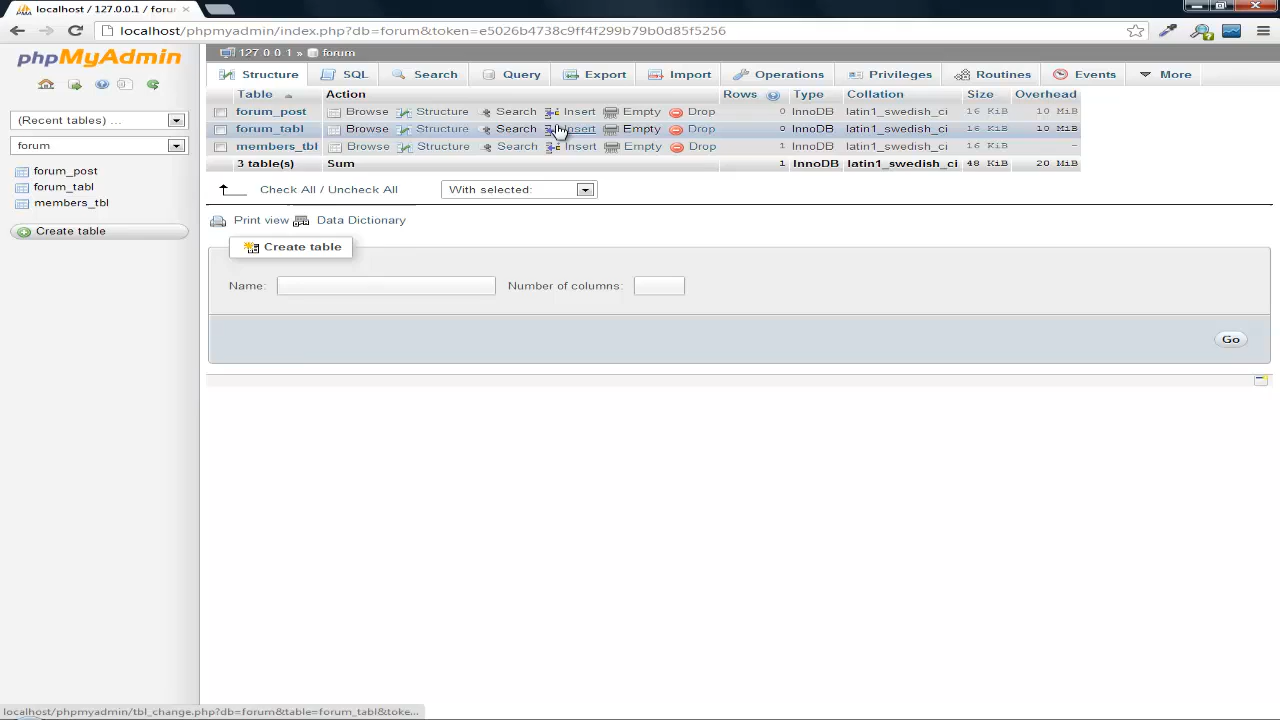 localhost / 127.0.0.1 / forum
localhost/phpmyadmin/index.php?db=forum&token=
phpMyAdmin
127.0.0.1 » forum
Structure SQL Search Query Export Import Operations Privileges Routines Events More
(Recent tables) ...
forum
forum_post
forum_tabl
members_tbl
Create table
Table Action Rows Type Collation Size Overhead
forum_post Browse Structure Search Insert Empty Drop 0 InnoDB latin1_swedish_ci 16 KiB 10 MiB
forum_tabl Browse Structure Search Insert Empty Drop 0 InnoDB latin1_swedish_ci 16 KiB 10 MiB
members_tbl Browse Structure Search Insert Empty Drop 1 InnoDB latin1_swedish_ci 16 KiB -
3 table(s) Sum 1 InnoDB latin1_swedish_ci 48 KiB 20 MiB
Check All / Uncheck All With selected:
Print view Data Dictionary
Create table
Name: Number of columns:
Go
localhost/phpmyadmin/tbl_change.php?db=forum&table=forum_tabl&toke...